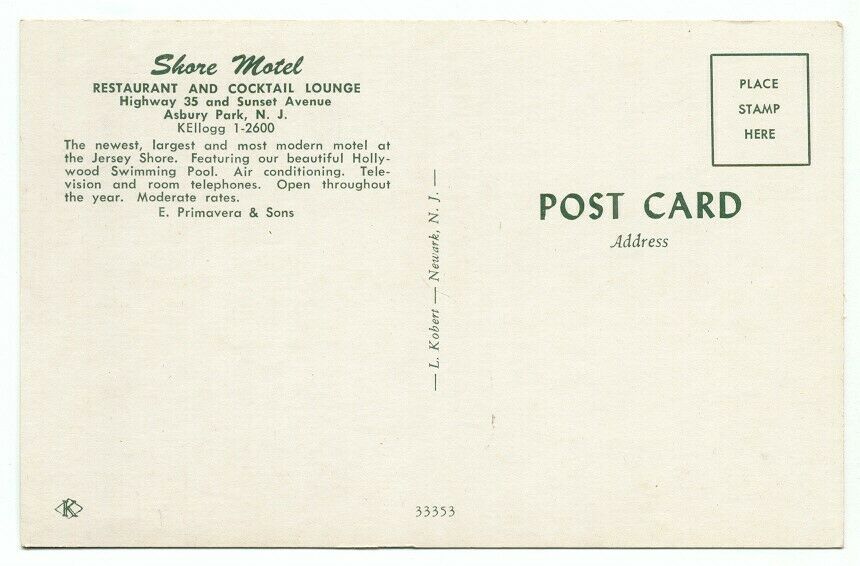 Shore Motel
RESTAURANT AND COCKTAIL LOUNGE
Highway 35 and Sunset Avenue
Asbury Park, N. J.
KEllogg 1-2600
The newest, largest and most modern motel at
the Jersey Shore. Featuring our beautiful Holly-
wood Swimming Pool. Air conditioning. Tele-
vision and room telephones. Open throughout
the year. Moderate rates.
E. Primavera & Sons
— L. Kobert — Newark, N. J. —
PLACE
STAMP
HERE
POST CARD
Address
K
33353